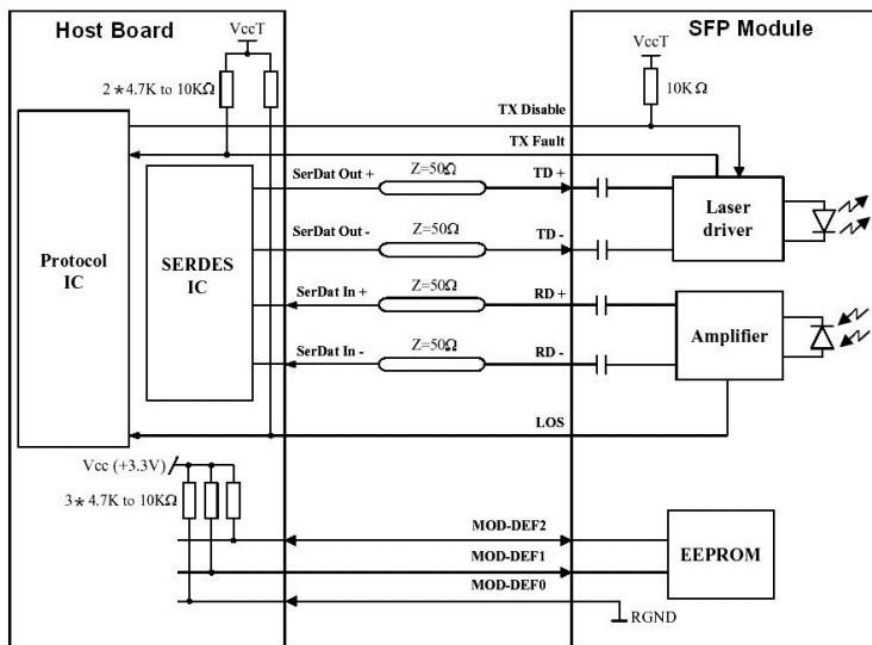 Host Board
SFP Module
VccT
VccT
2*4.7K to 10KΩ
10KΩ
TX Disable
TX Fault
SerDat Out +
Z=50Ω
TD +
SerDat Out -
Z=50Ω
TD -
Laser
driver
Protocol
IC
SERDES
IC
SerDat In +
Z=50Ω
RD +
SerDat In -
Z=50Ω
RD -
Amplifier
LOS
Vcc (+3.3V)
3*4.7K to 10KΩ
MOD-DEF2
MOD-DEF1
MOD-DEF0
EEPROM
RGND